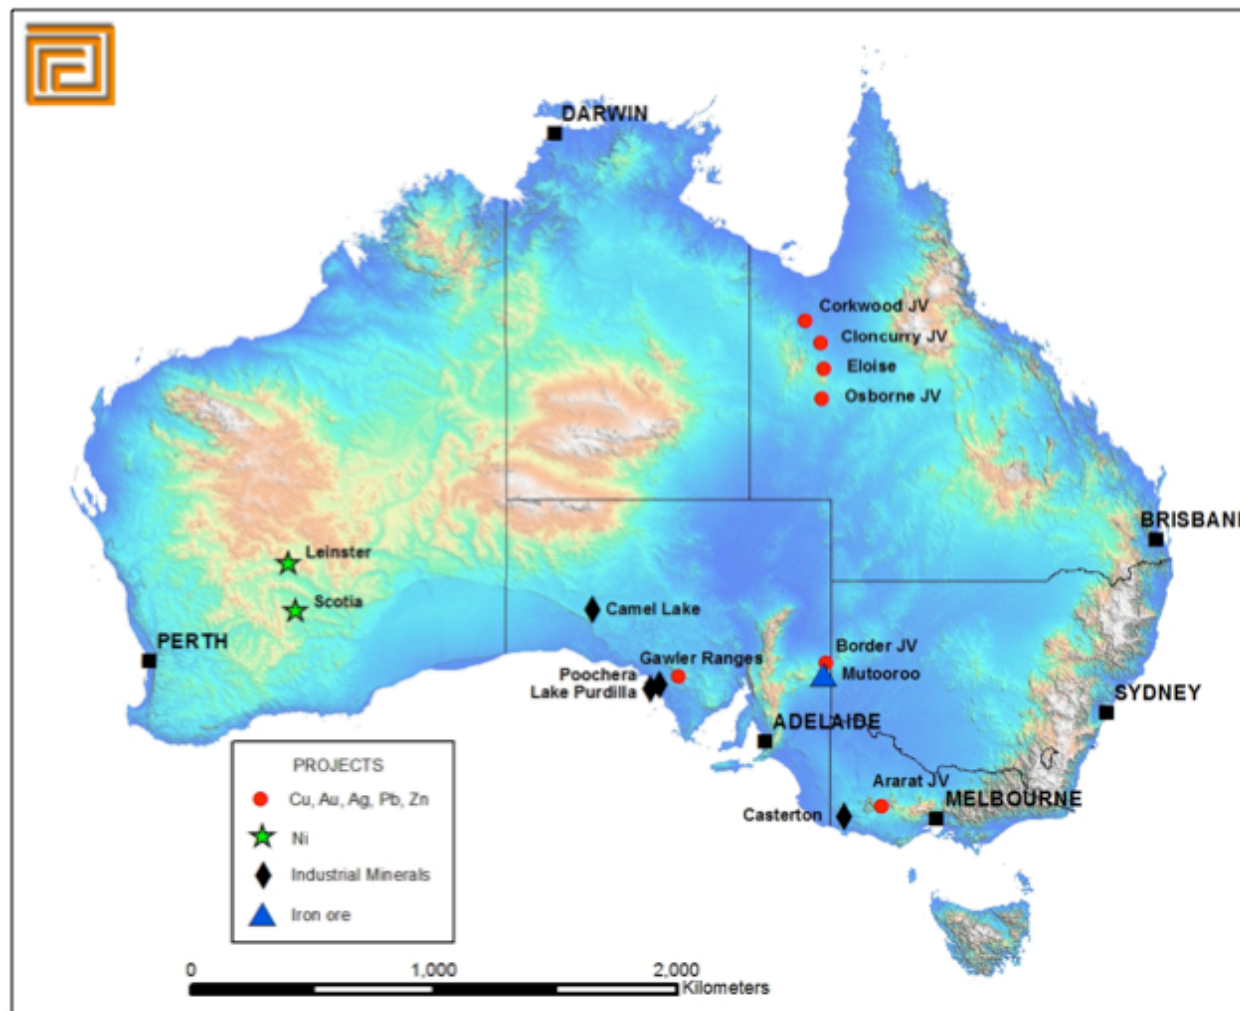 DARWIN
Corkwood JV
Cloncurry JV
Eloise
Osborne JV
BRISBAN
Leinster
Scotia
Camel Lake
PERTH
Border JV
Gawler Ranges
Poochera
Mutooroo
Lake Purdilla
SYDNEY
ADELAIDE
Ararat JV
MELBOURNE
Casterton
PROJECTS
Cu, Au, Ag, Pb, Zn
Ni
Industrial Minerals
Iron ore
0 1,000 2,000
Kilometers